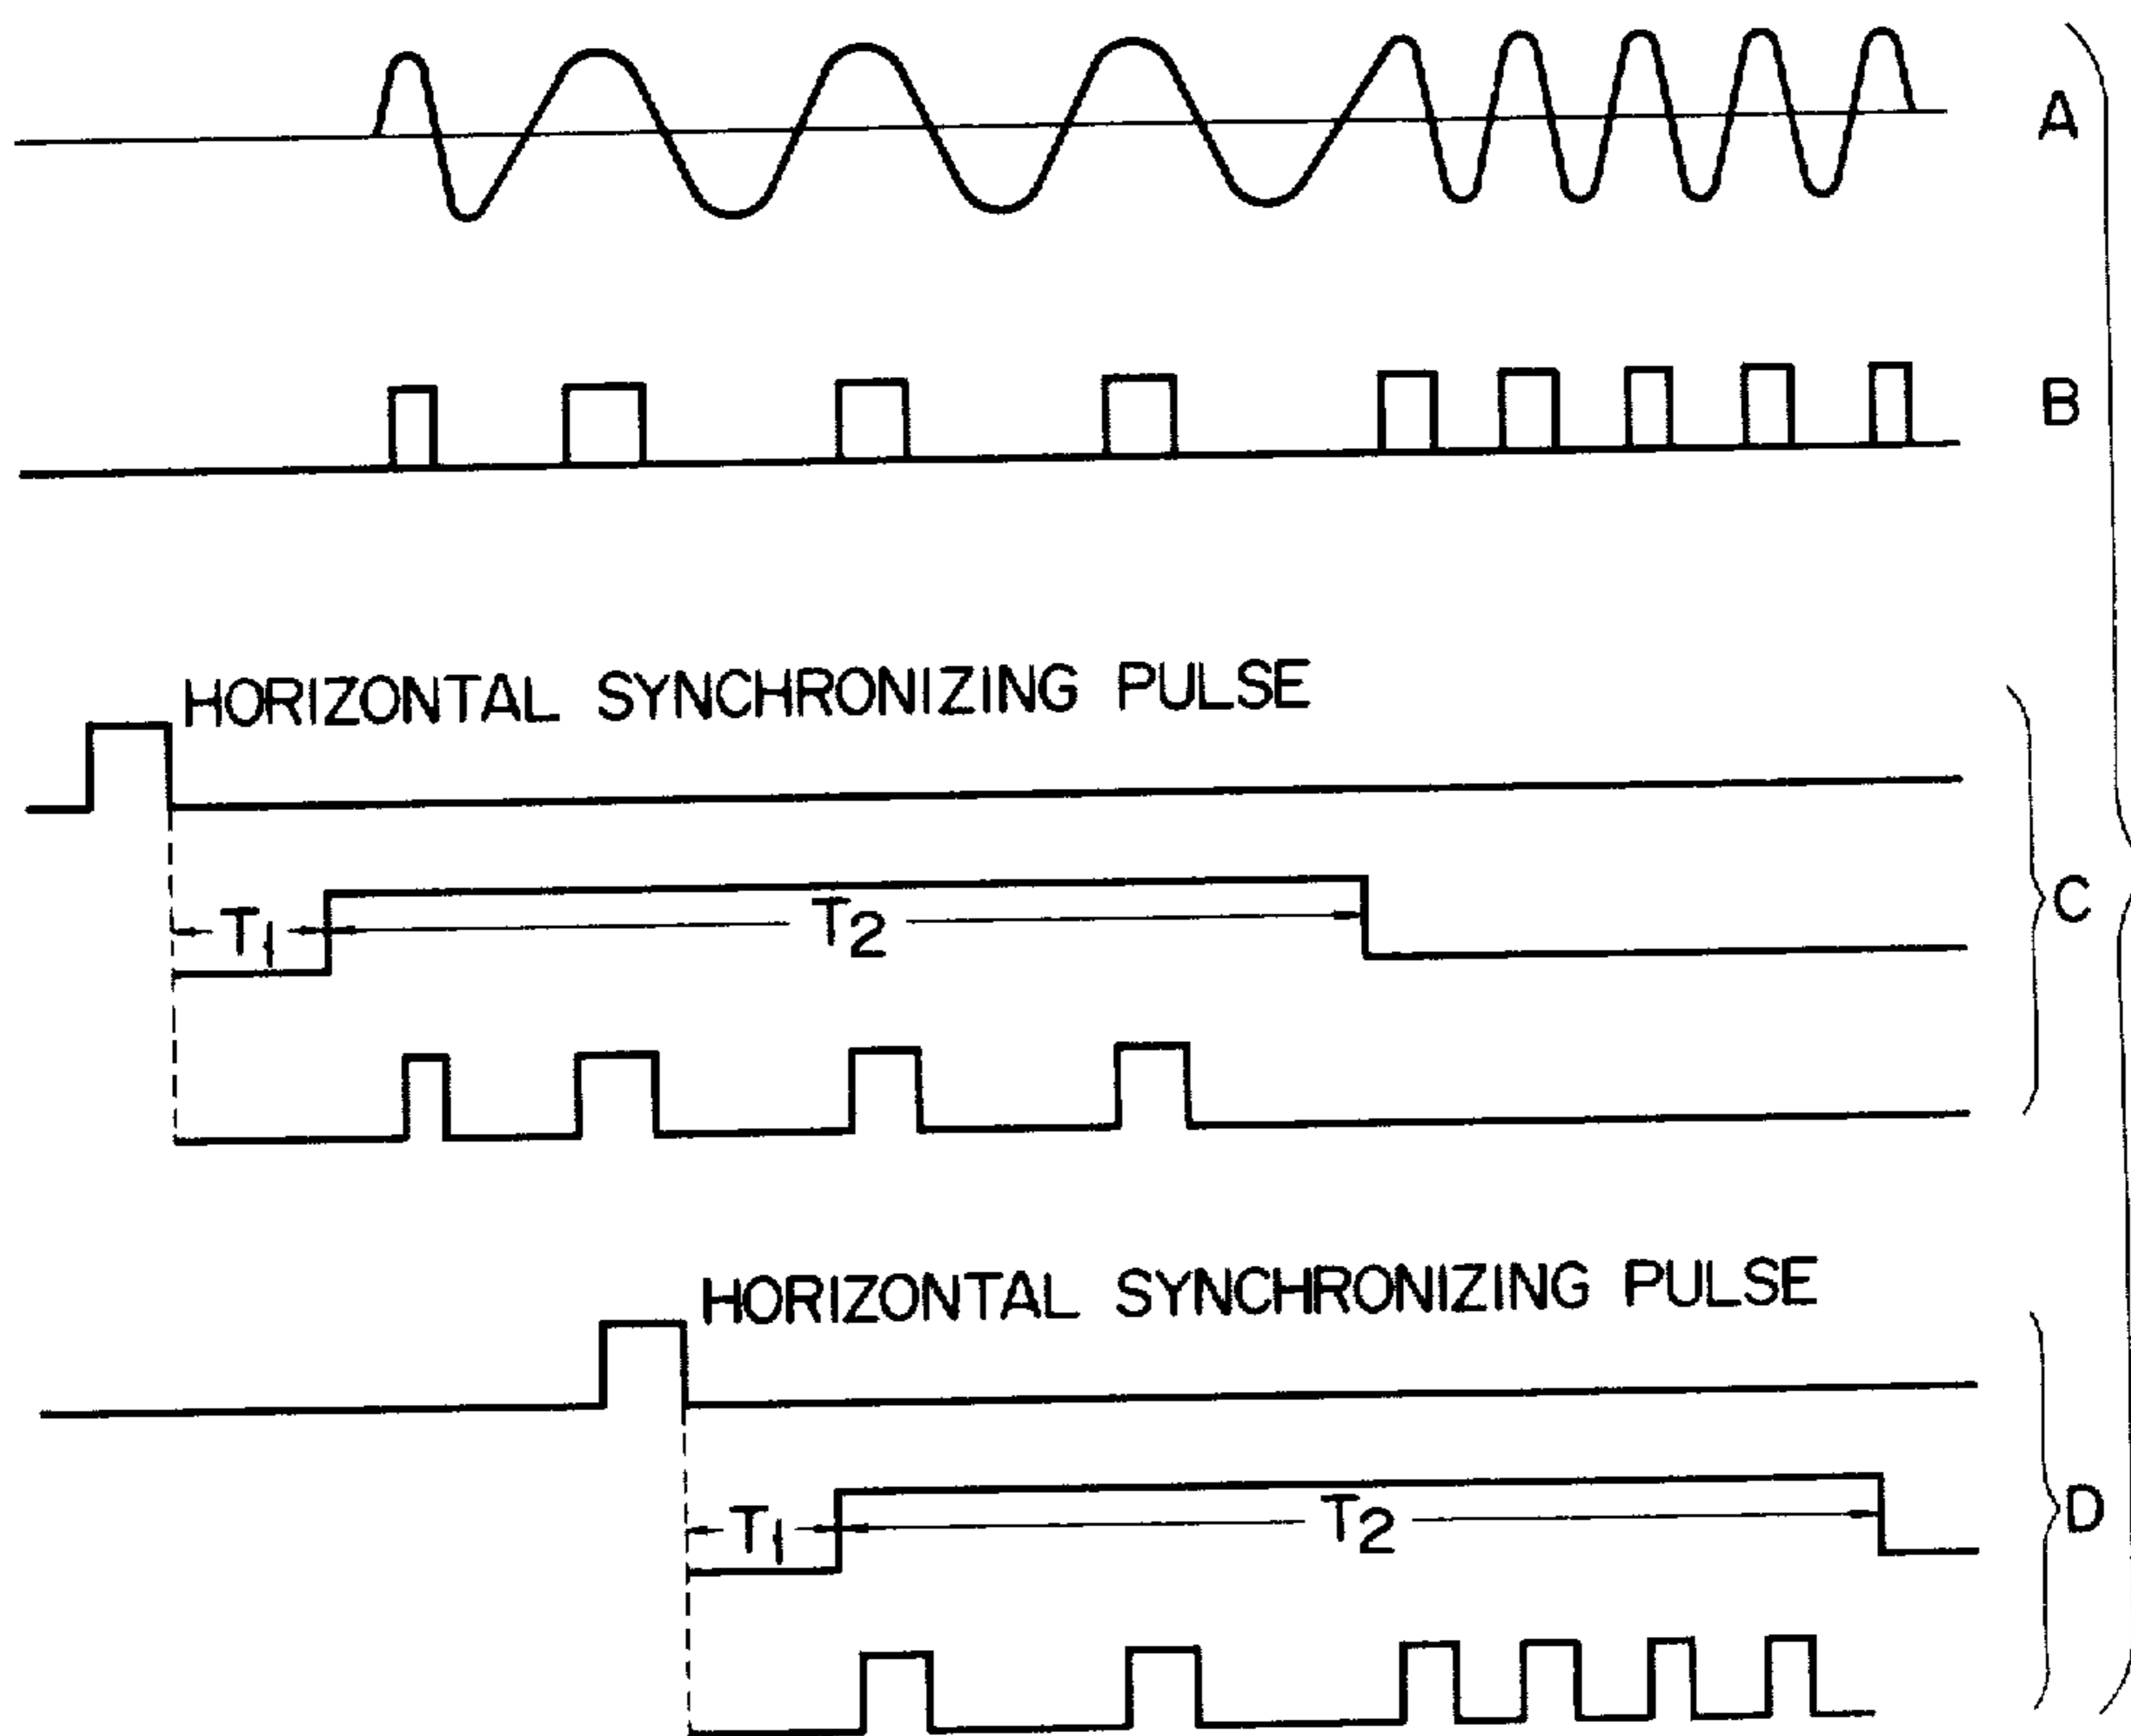 A
B
HORIZONTAL SYNCHRONIZING PULSE
T1
T2
C
HORIZONTAL SYNCHRONIZING PULSE
T1
T2
D